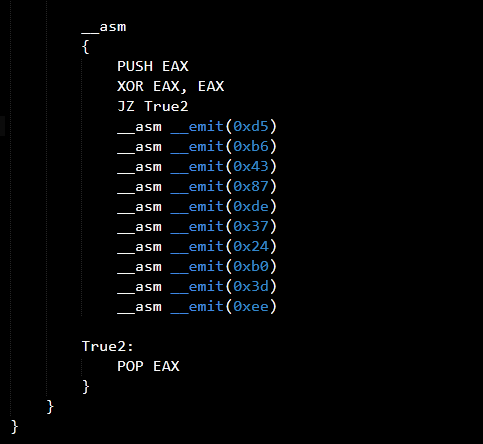 __asm
{
PUSH EAX
XOR EAX, EAX
JZ True2
__asm __emit(0xd5)
__asm __emit(0xb6)
__asm __emit(0x43)
__asm __emit(0x87)
__asm __emit(0xde)
__asm __emit(0x37)
__asm __emit(0x24)
__asm __emit(0xb0)
__asm __emit(0x3d)
__asm __emit(0xee)
True2:
POP EAX
}
}
}